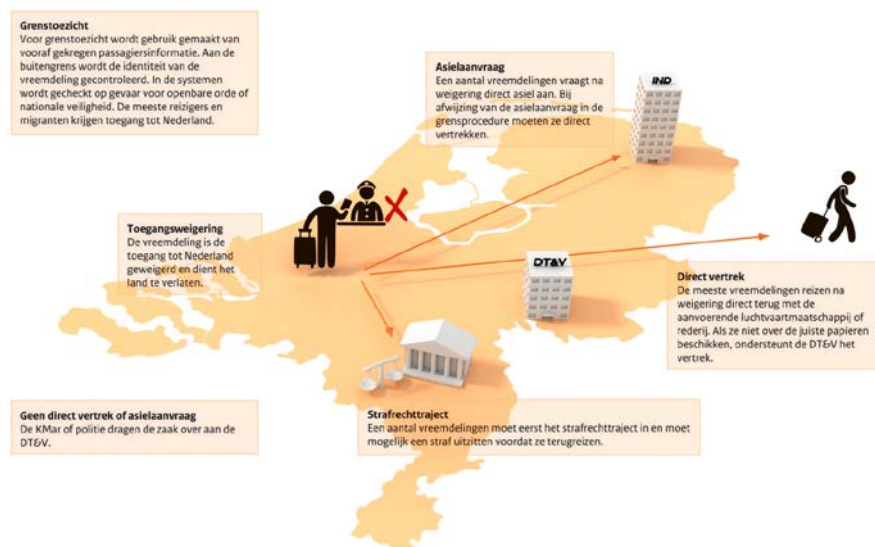 Grenstoezicht
Voor grenstoezicht wordt gebruik gemaakt van
vooraf gekregen passagiersinformatie. Aan de
buitengrens wordt de identiteit van de
vreemdeling gecontroleerd. In de systemen
wordt gecheckt op gevaar voor openbare orde of
nationale veiligheid. De meeste reizigers en
migranten krijgen toegang tot Nederland.
Asielaanvraag
Een aantal vreemdelingen vraagt na
weigering direct asiel aan. Bij
afwijzing van de asielaanvraag in de
grensprocedure moeten ze direct
vertrekken.
IND
Toegangsweigering
De vreemdeling is de
toegang tot Nederland
geweigerd en dient het
land te verlaten.
DT&V
Direct vertrek
De meeste vreemdelingen reizen na
weigering direct terug met de
aanvoerende luchtvaartmaatschappij of
rederij. Als ze niet over de juiste papieren
beschikken, ondersteunt de DT&V het
vertrek.
Geen direct vertrek of asielaanvraag
De KMar of politie dragen de zaak over aan de
DT&V.
Strafrechttraject
Een aantal vreemdelingen moet eerst het strafrechttraject in en moet
mogelijk een straf uitzitten voordat ze terugreizen.